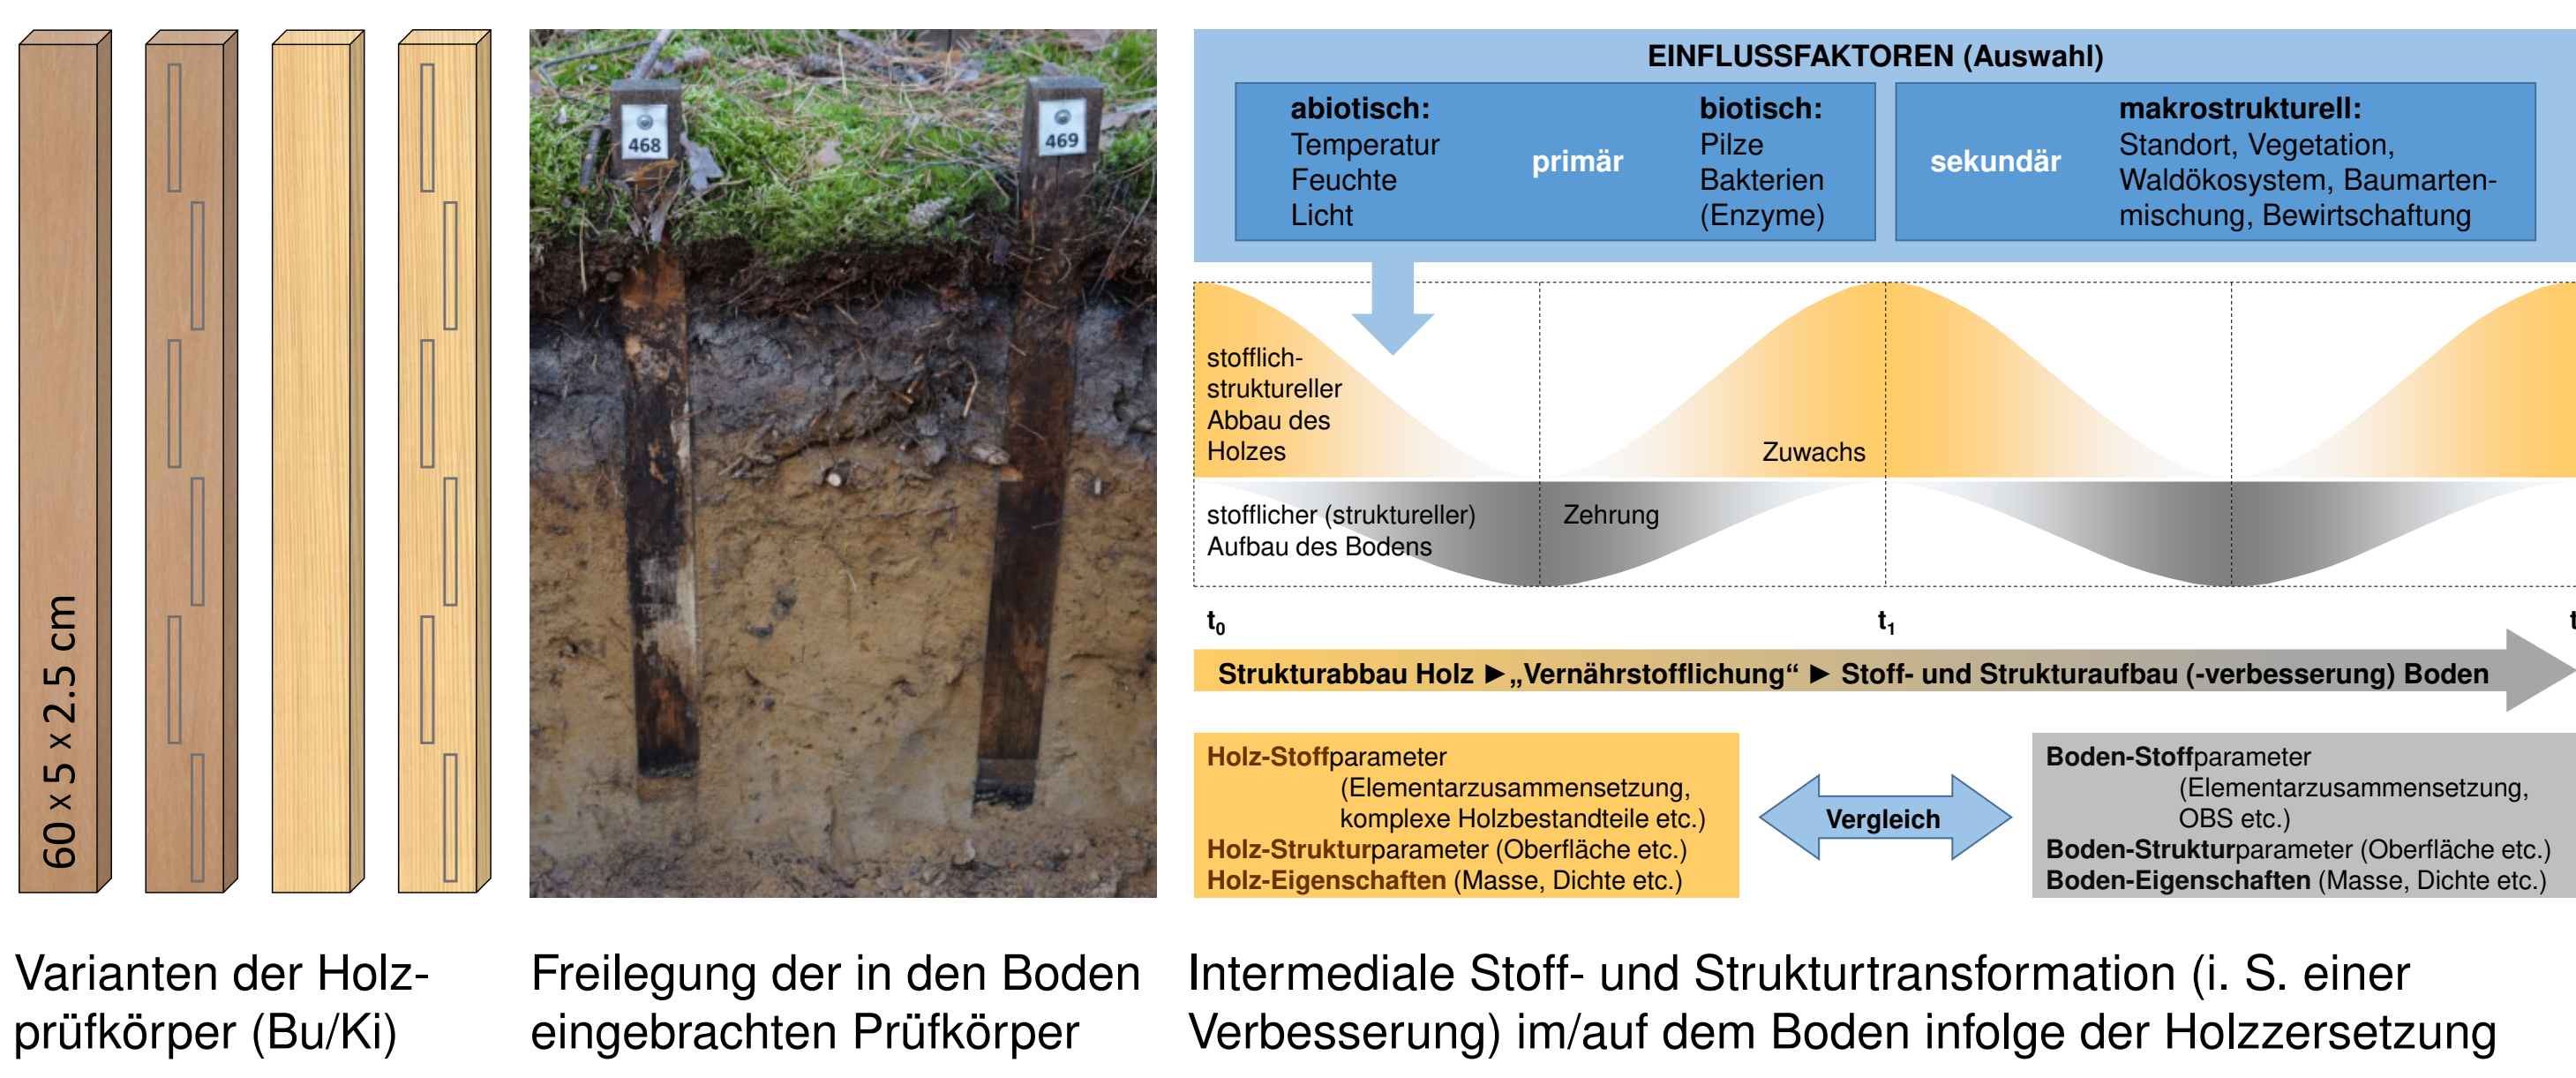 60 x 5 x 2.5 cm
Varianten der Holz-
prüfkörper (Bu/Ki)
468
469
Freilegung der in den Boden
eingebrachten Prüfkörper
EINFLUSSFAKTOREN (Auswahl)
abiotisch:
Temperatur
Feuchte
Licht
primär
biotisch:
Pilze
Bakterien
(Enzyme)
sekundär
makrostrukturell:
Standort, Vegetation,
Waldökosystem, Baumarten-
mischung, Bewirtschaftung
stofflich-
struktureller
Abbau des
Holzes
Zuwachs
stofflicher (struktureller)
Aufbau des Bodens
Zehrung
t₀
t₁
t
Strukturabbau Holz ►„Vernährstofflichung“ ► Stoff- und Strukturaufbau (-verbesserung) Boden
Holz-Stoffparameter
(Elementarzusammensetzung,
komplexe Holzbestandteile etc.)
Holz-Strukturparameter (Oberfläche etc.)
Holz-Eigenschaften (Masse, Dichte etc.)
Vergleich
Boden-Stoffparameter
(Elementarzusammensetzung,
OBS etc.)
Boden-Strukturparameter (Oberfläche etc.)
Boden-Eigenschaften (Masse, Dichte etc.)
Intermediale Stoff- und Strukturtransformation (i. S. einer
Verbesserung) im/auf dem Boden infolge der Holzzersetzung